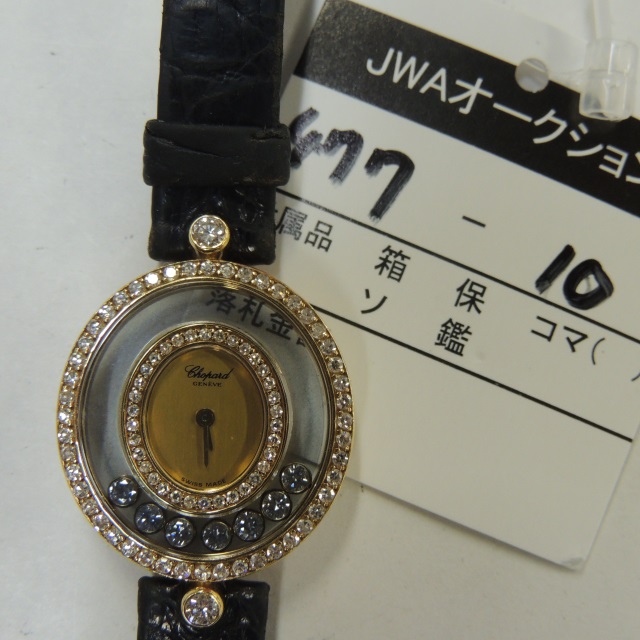 JWAオークション
477 - 10
属品 箱 保 コマ( )
ソ 鑑
落札金
Chopard
GENÈVE
SWISS MADE